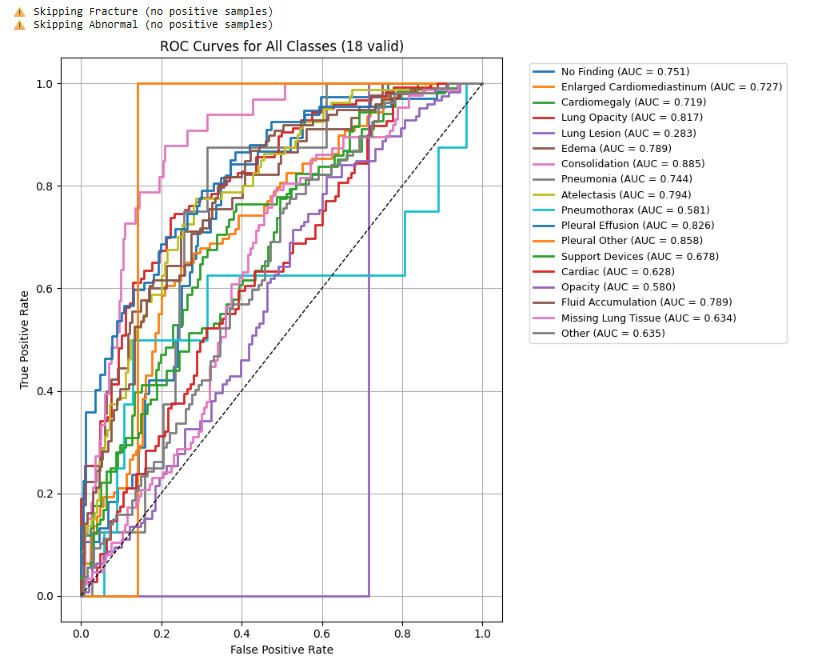 ⚠ Skipping Fracture (no positive samples)
⚠ Skipping Abnormal (no positive samples)
ROC Curves for All Classes (18 valid)
1.0
0.8
0.6
0.4
0.2
0.0
True Positive Rate
0.0 0.2 0.4 0.6 0.8 1.0
False Positive Rate
No Finding (AUC = 0.751)
Enlarged Cardiomediastinum (AUC = 0.727)
Cardiomegaly (AUC = 0.719)
Lung Opacity (AUC = 0.817)
Lung Lesion (AUC = 0.283)
Edema (AUC = 0.789)
Consolidation (AUC = 0.885)
Pneumonia (AUC = 0.744)
Atelectasis (AUC = 0.794)
Pneumothorax (AUC = 0.581)
Pleural Effusion (AUC = 0.826)
Pleural Other (AUC = 0.858)
Support Devices (AUC = 0.678)
Cardiac (AUC = 0.628)
Opacity (AUC = 0.580)
Fluid Accumulation (AUC = 0.789)
Missing Lung Tissue (AUC = 0.634)
Other (AUC = 0.635)